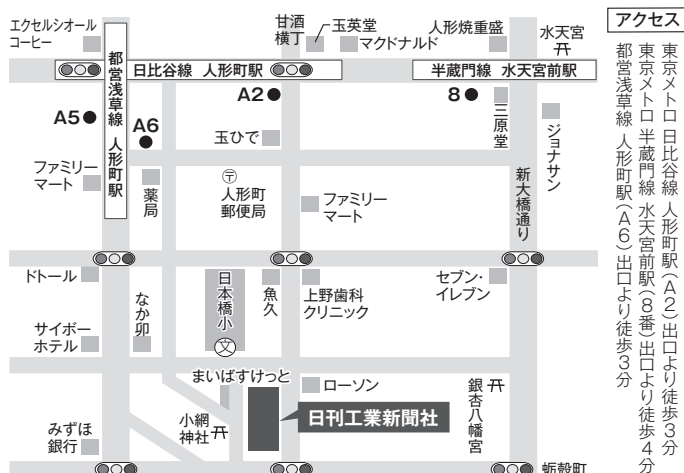 エクセルシオール
コーヒー
甘酒
横丁
玉英堂
マクドナルド
人形焼重盛
水天宮
都営浅草線 人形町駅
日比谷線 人形町駅
半蔵門線 水天宮前駅
A5
A6
A2
8
三原堂
ジョナサン
玉ひで
ファミリー
マート
薬局
〒
人形町
郵便局
ファミリー
マート
新大橋通り
ドトール
なか卯
日本橋小
文
魚久
上野歯科
クリニック
セブン-
イレブン
サイボー
ホテル
まいばすけっと
ローソン
銀杏八幡宮
日刊工業新聞社
小網
神社
みずほ
銀行
蛎殻町
アクセス
東京メトロ 日比谷線 人形町駅(A2)出口より徒歩3分
東京メトロ 半蔵門線 水天宮前駅(8番)出口より徒歩4分
都営浅草線 人形町駅(A6)出口より徒歩3分